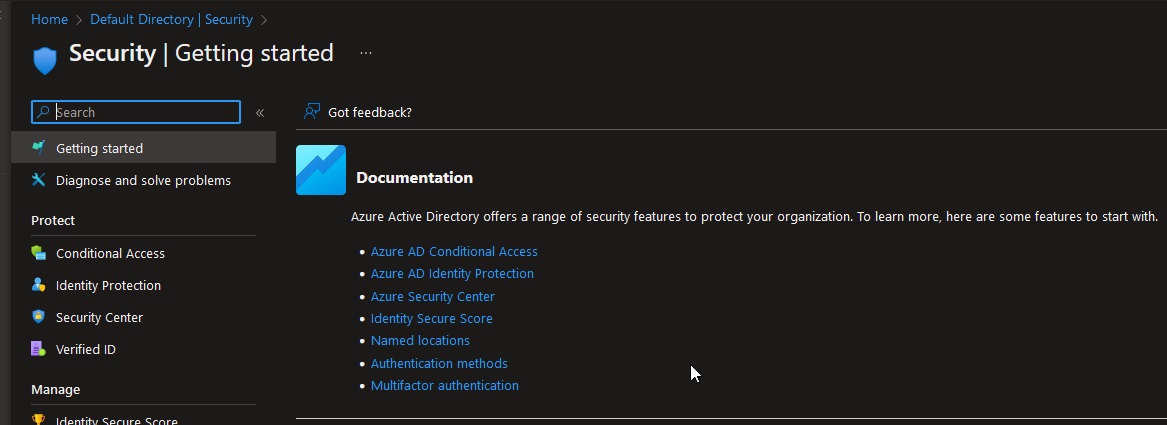 Home > Default Directory | Security >
Security | Getting started ...
Search «
Getting started
Diagnose and solve problems
Protect
Conditional Access
Identity Protection
Security Center
Verified ID
Manage
Identity Secure Score
Got feedback?
Documentation
Azure Active Directory offers a range of security features to protect your organization. To learn more, here are some features to start with.
• Azure AD Conditional Access
• Azure AD Identity Protection
• Azure Security Center
• Identity Secure Score
• Named locations
• Authentication methods
• Multifactor authentication